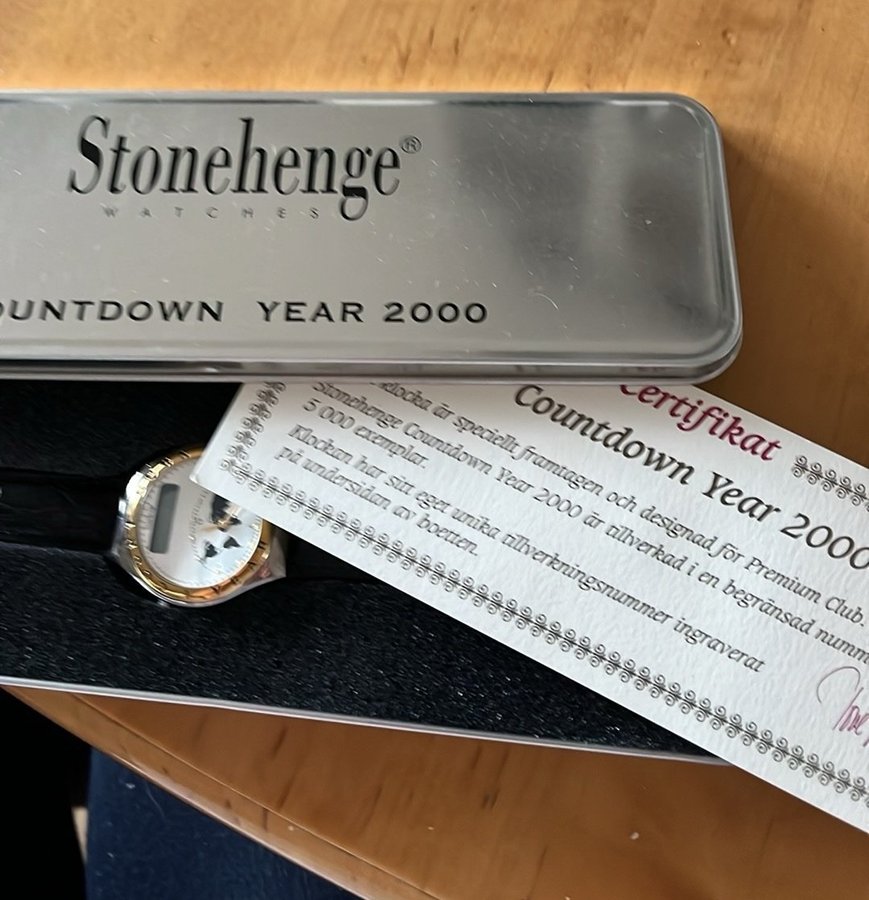 Stonehenge®
WATCHES
OUNTDOWN YEAR 2000
Certifikat
Countdown Year 2000
klocka är speciellt framtagen och designad för Premium Club.
Stonehenge Countdown Year 2000 är tillverkad i en begränsad numm
5 000 exemplar.
Klockan har sitt eget unika tillverkningsnummer ingraverat
på undersidan av boetten.